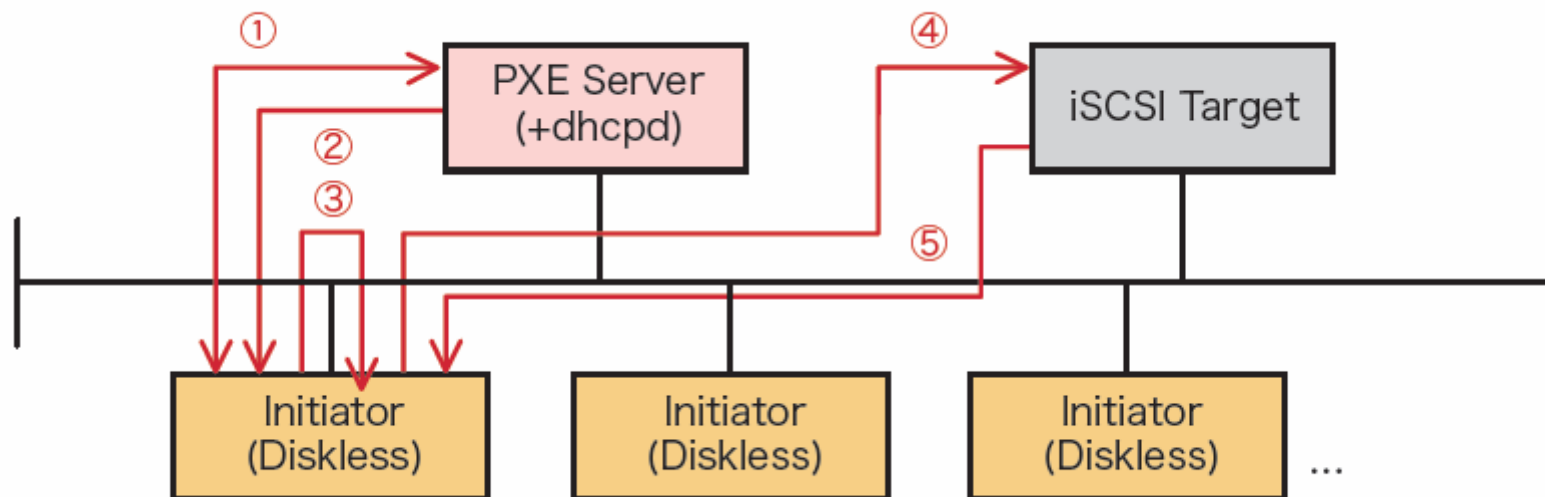 ①
④
PXE Server
(+dhcpd)
iSCSI Target
②
③
⑤
Initiator
(Diskless)
Initiator
(Diskless)
Initiator
(Diskless)
...